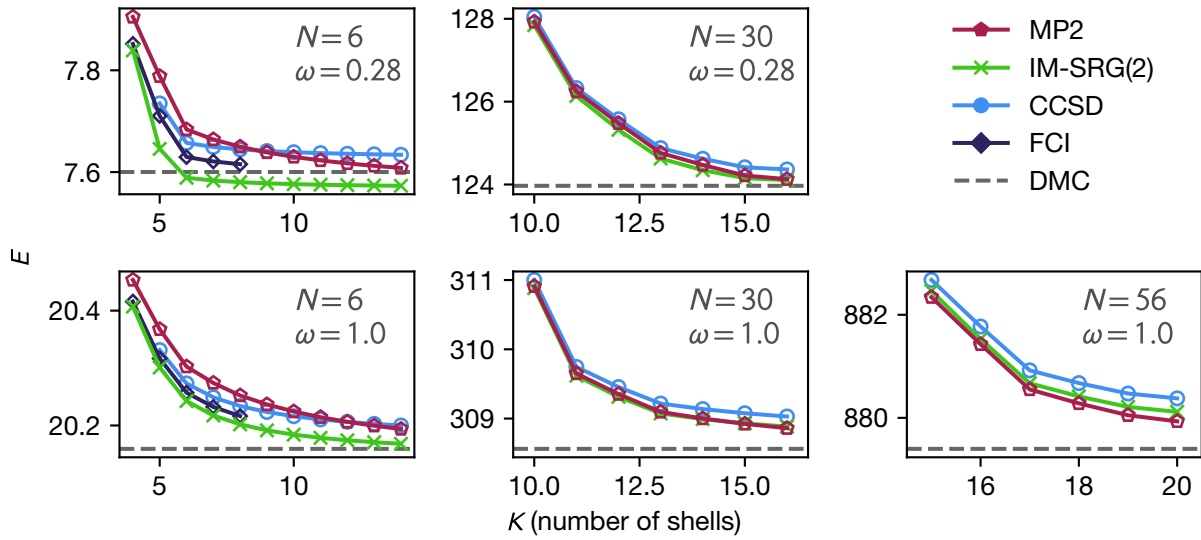 N = 6
ω = 0.28
7.8
7.6
5
10
N = 30
ω = 0.28
128
126
124
10.0
12.5
15.0
MP2
IM-SRG(2)
CCSD
FCI
DMC
E
N = 6
ω = 1.0
20.4
20.2
5
10
N = 30
ω = 1.0
311
310
309
10.0
12.5
15.0
N = 56
ω = 1.0
882
880
16
18
20
K (number of shells)